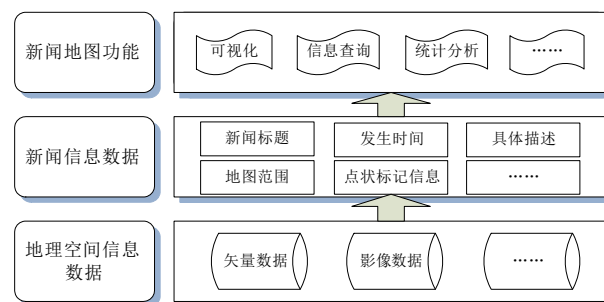 新闻地图功能
可视化
信息查询
统计分析
……
新闻信息数据
新闻标题
发生时间
具体描述
地图范围
点状标记信息
……
地理空间信息
数据
矢量数据
影像数据
……